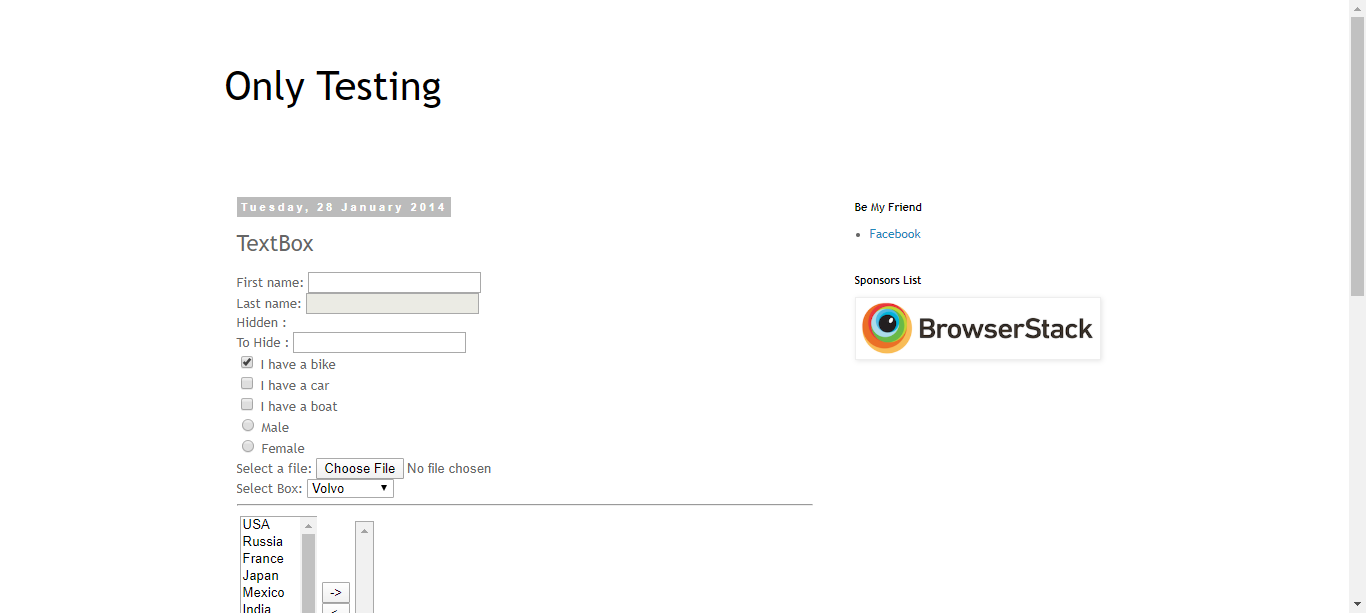 Only Testing
Tuesday, 28 January 2014
TextBox
First name:
Last name:
Hidden :
To Hide :
I have a bike
I have a car
I have a boat
Male
Female
Select a file: Choose File No file chosen
Select Box: Volvo
USA
Russia
France
Japan
Mexico
India
->
<
Be My Friend
Facebook
Sponsors List
BrowserStack